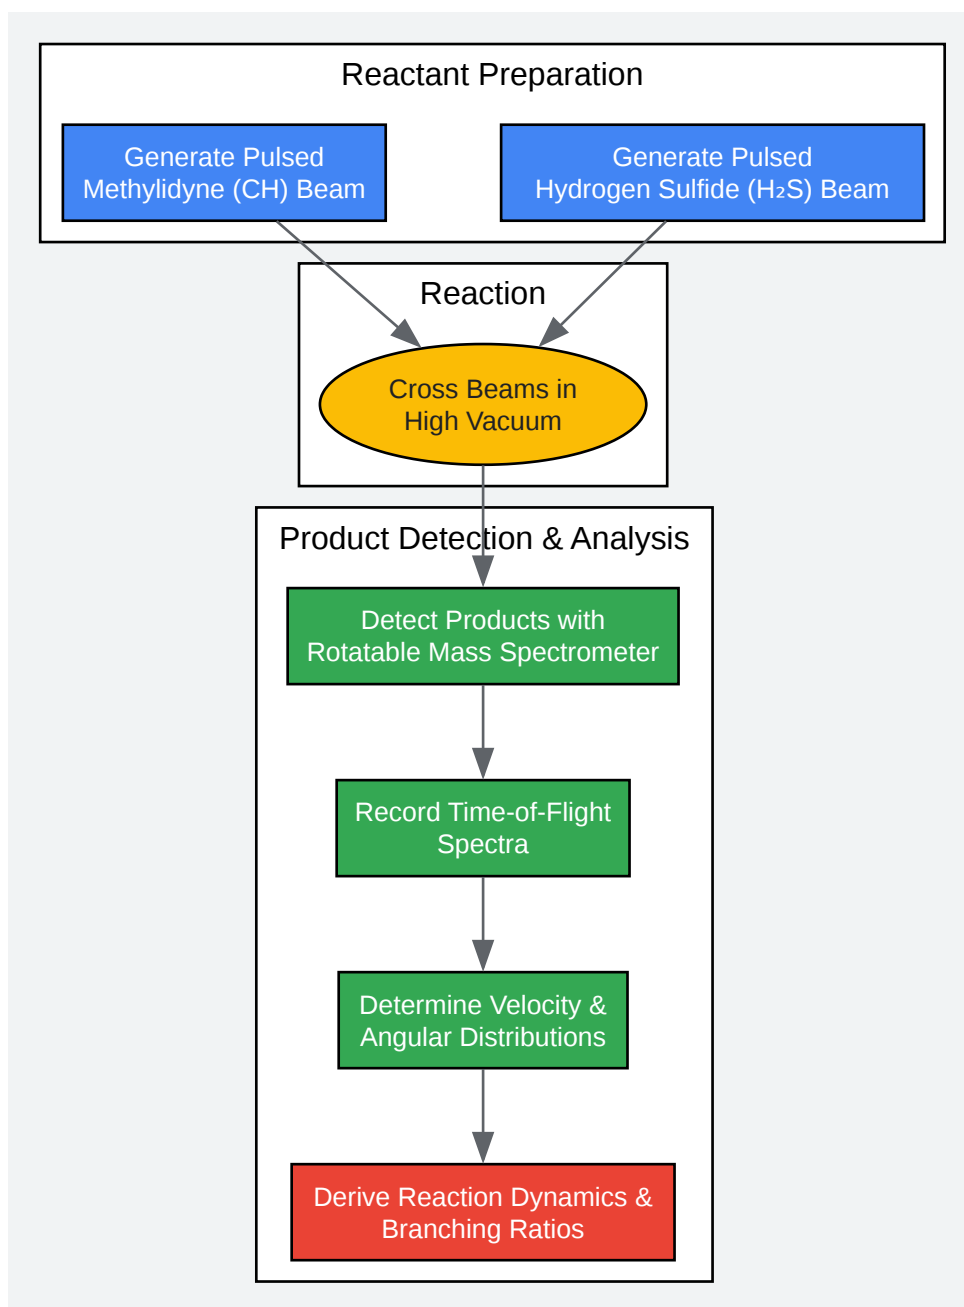 Reactant Preparation
Generate Pulsed
Methylidyne (CH) Beam
Generate Pulsed
Hydrogen Sulfide (H₂S) Beam
Reaction
Cross Beams in
High Vacuum
Product Detection & Analysis
Detect Products with
Rotatable Mass Spectrometer
Record Time-of-Flight
Spectra
Determine Velocity &
Angular Distributions
Derive Reaction Dynamics &
Branching Ratios